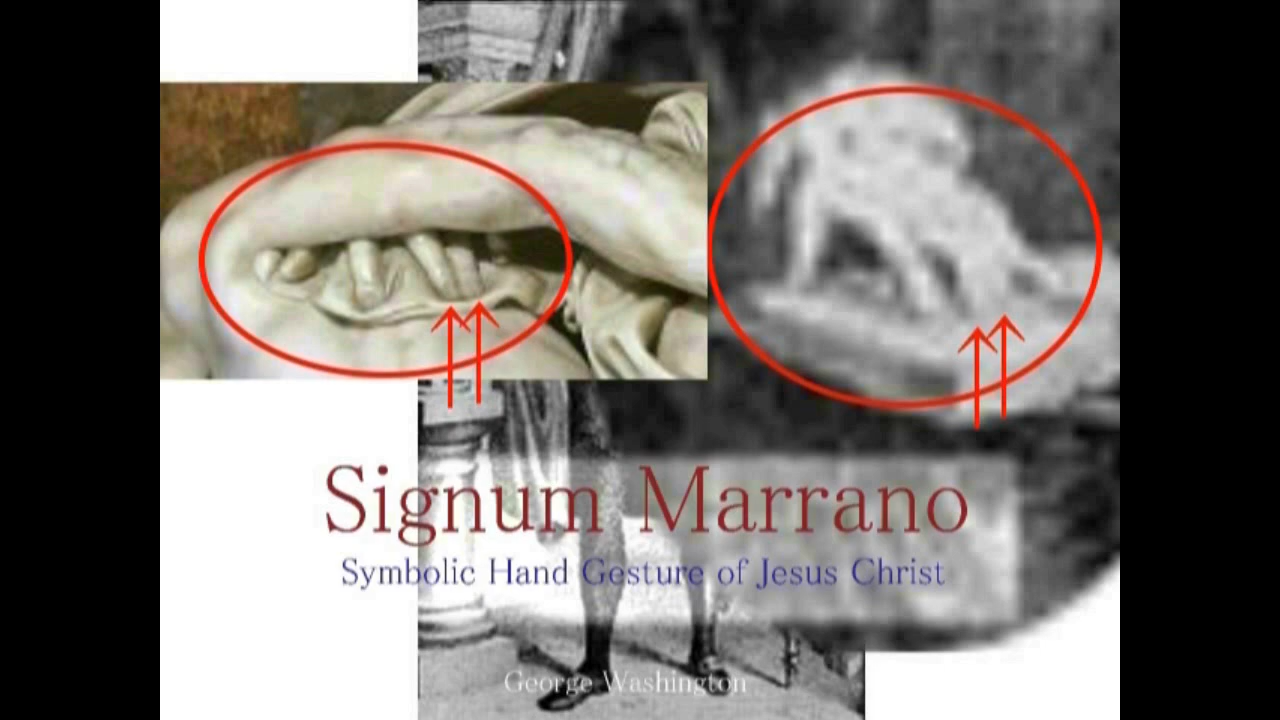 Signum Marrano
Symbolic Hand Gesture of Jesus Christ
George Washington